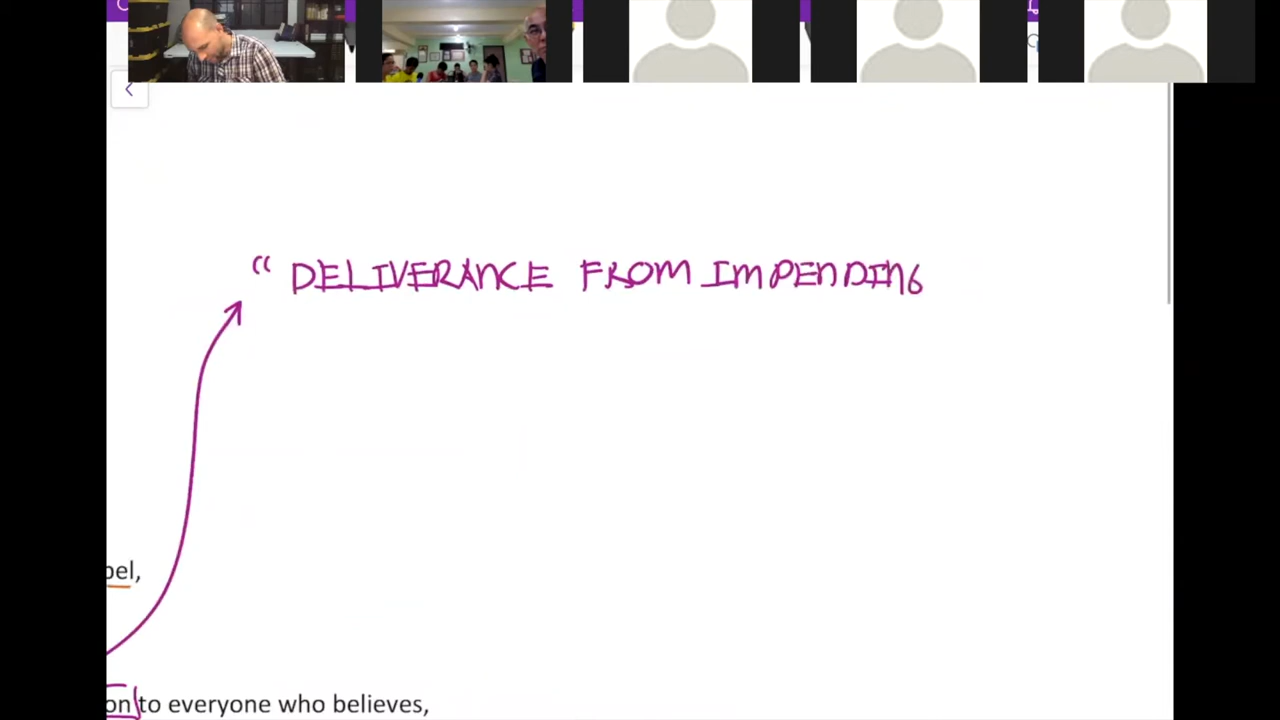 “ DELIVERANCE FROM IMPENDING
pel,
on to everyone who believes,